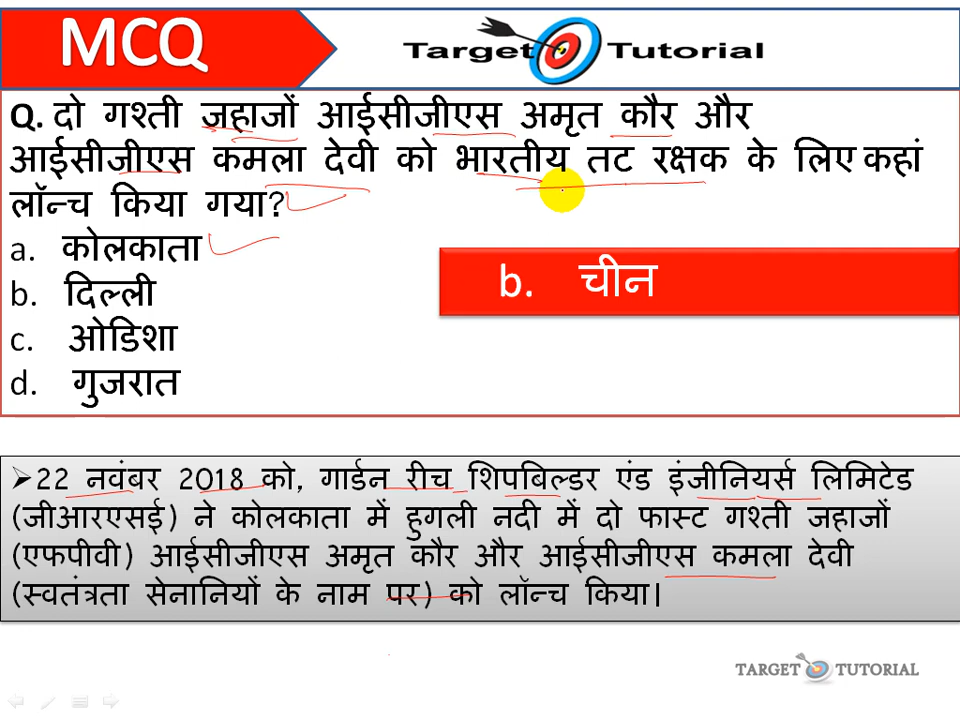 MCQ
Target Tutorial
Q. दो गश्ती जहाजों आईसीजीएस अमृत कौर और
आईसीजीएस कमला देवी को भारतीय तट रक्षक के लिए कहां
लॉन्च किया गया?
a. कोलकाता
b. दिल्ली
c. ओडिशा
d. गुजरात
b. चीन
➢22 नवंबर 2018 को, गार्डन रीच शिपबिल्डर एंड इंजीनियर्स लिमिटेड
(जीआरएसई) ने कोलकाता में हुगली नदी में दो फास्ट गश्ती जहाजों
(एफपीवी) आईसीजीएस अमृत कौर और आईसीजीएस कमला देवी
(स्वतंत्रता सेनानियों के नाम पर) को लॉन्च किया।
TARGET TUTORIAL